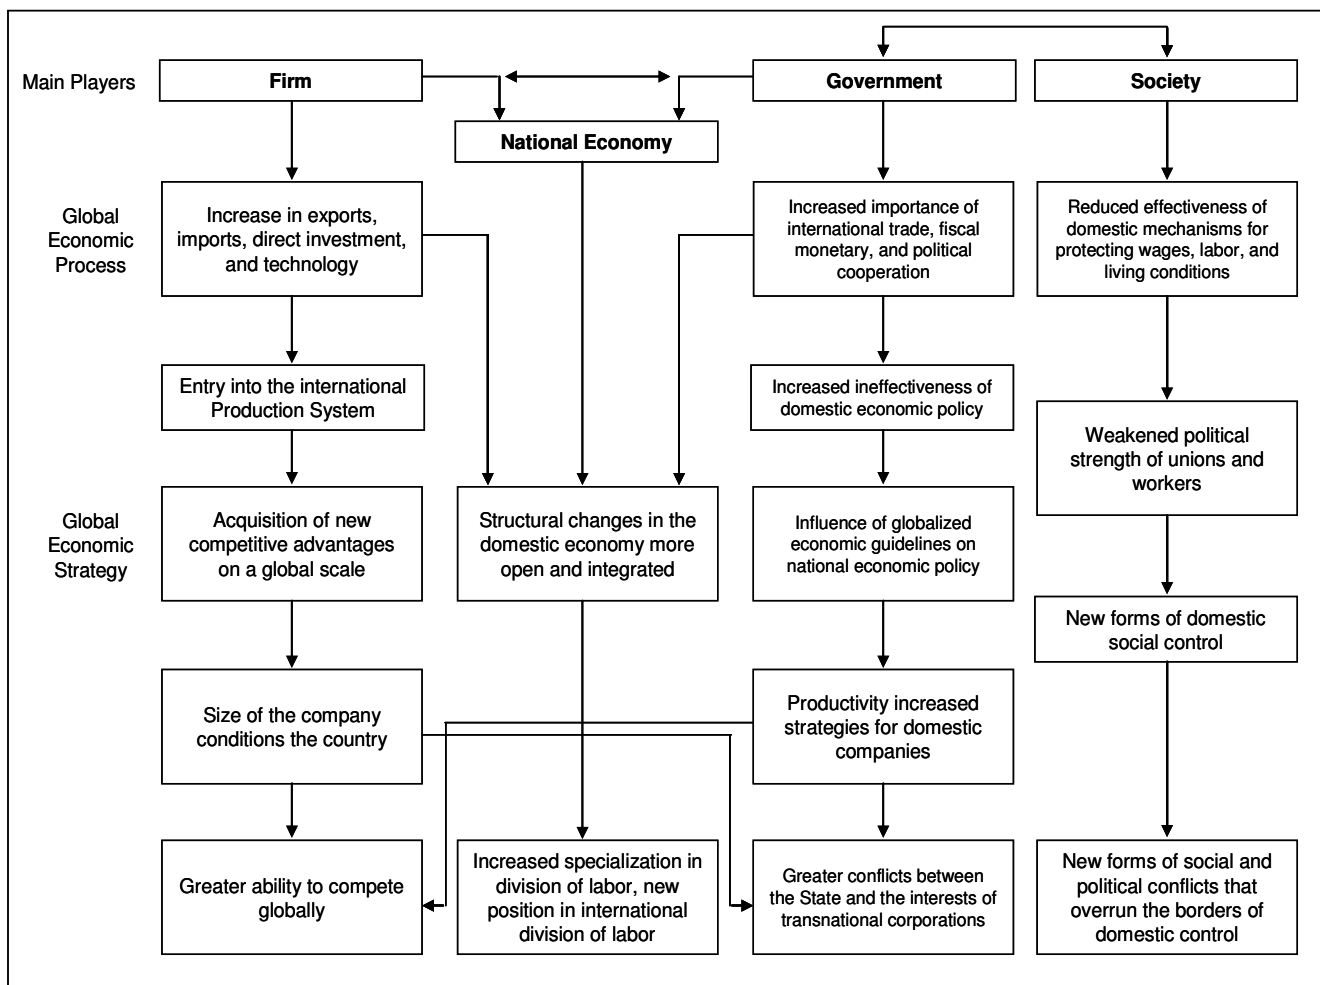 Main Players
Firm
Government
Society
National Economy
Global
Economic
Process
Increase in exports,
imports, direct investment,
and technology
Increased importance of
international trade, fiscal
monetary, and political
cooperation
Reduced effectiveness of
domestic mechanisms for
protecting wages, labor, and
living conditions
Entry into the international
Production System
Increased ineffectiveness of
domestic economic policy
Weakened political
strength of unions and
workers
Global
Economic
Strategy
Acquisition of new
competitive advantages
on a global scale
Structural changes in the
domestic economy more
open and integrated
Influence of globalized
economic guidelines on
national economic policy
New forms of domestic
social control
Size of the company
conditions the country
Productivity increased
strategies for domestic
companies
Greater ability to compete
globally
Increased specialization in
division of labor, new
position in international
division of labor
Greater conflicts between
the State and the interests of
transnational corporations
New forms of social and
political conflicts that
overrun the borders of
domestic control